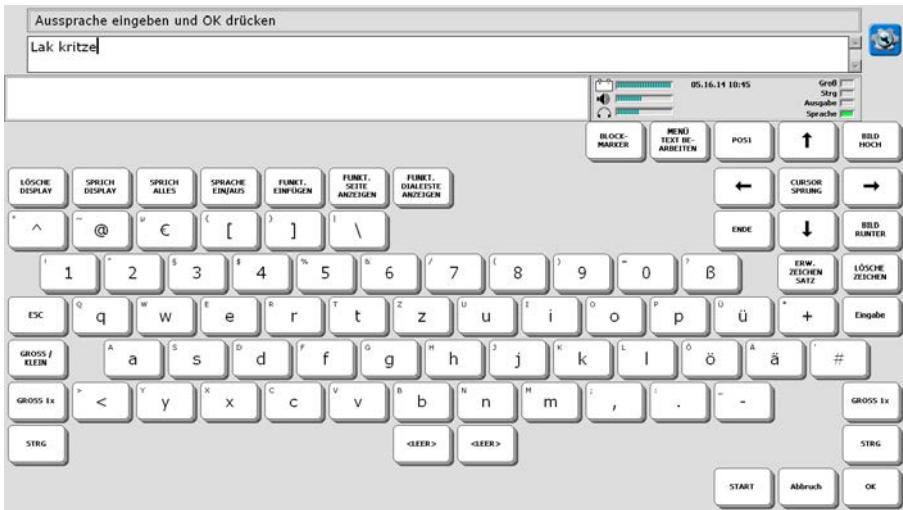 Aussprache eingeben und OK drücken
Lak kritze
05.16.14 10:45
Groß
Strg
Ausgabe
Sprache
BLOCK-MARKER MENÜ TEXT BE-ARBEITEN POS1 ↑ BILD HOCH
LÖSCHE DISPLAY SPRICH DISPLAY SPRICH ALLES SPRACHE EIN/AUS FUNKT. EINFÜGEN FUNKT. SEITE ANZEIGEN FUNKT. DIALEISTE ANZEIGEN ← CURSOR SPRUNG →
° ^ ~ @ µ € { [ } ] | \ ENDE ↓ BILD RUNTER
! 1 " 2 § 3 $ 4 % 5 & 6 / 7 ( 8 ) 9 = 0 ? ß ERW. ZEICHEN SATZ LÖSCHE ZEICHEN
ESC Q q W w E e R r T t Z z U u I i O o P p Ü ü * + Eingabe
GROSS / KLEIN A a S s D d F f G g H h J j K k L l Ö ö Ä ä ' #
GROSS 1x > < Y y X x C c V v B b N n M m ; , : . _ - GROSS 1x
STRG <LEER> <LEER> STRG
START Abbruch OK